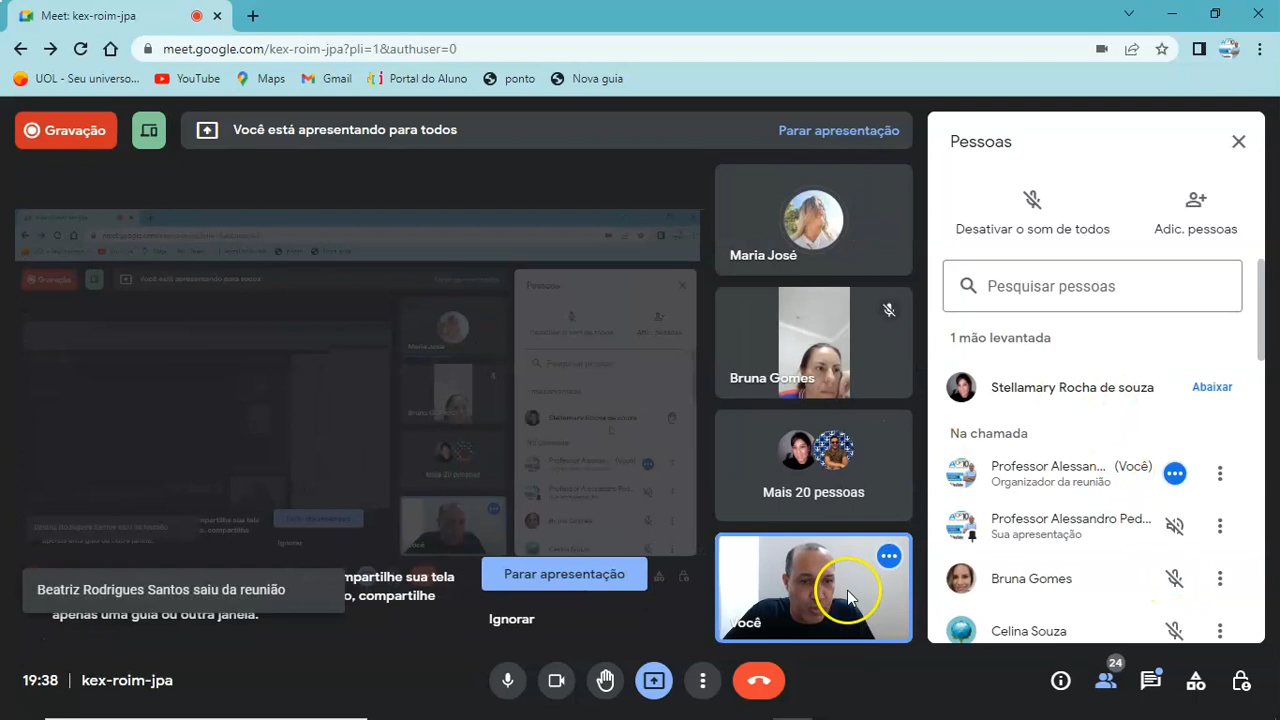 Meet: kex-roim-jpa
meet.google.com/kex-roim-jpa?pli=1&authuser=0
UOL - Seu universo...
YouTube
Maps
Gmail
Portal do Aluno
ponto
Nova guia
Gravação
Você está apresentando para todos
Parar apresentação
Maria José
Bruna Gomes
Mais 20 pessoas
Você
Beatriz Rodrigues Santos saiu da reunião
compartilhe sua tela
o, compartilhe
apenas uma guia ou outra janela.
Parar apresentação
Ignorar
Pessoas
Desativar o som de todos
Adic. pessoas
Pesquisar pessoas
1 mão levantada
Stellamary Rocha de souza
Abaixar
Na chamada
Professor Alessan... (Você)
Organizador da reunião
Professor Alessandro Ped...
Sua apresentação
Bruna Gomes
Celina Souza
19:38 | kex-roim-jpa
24